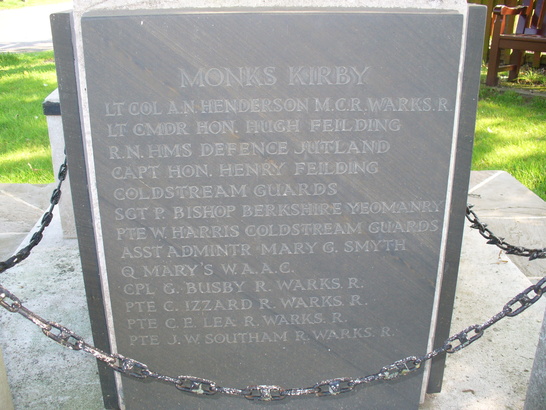 MONKS KIRBY
LT COL A.N. HENDERSON M.C.R. WARKS. R.
LT CMDR HON. HUGH FEILDING
R.N. HMS DEFENCE JUTLAND
CAPT HON. HENRY FEILDING
COLDSTREAM GUARDS
SGT P. BISHOP BERKSHIRE YEOMANRY
PTE W. HARRIS COLDSTREAM GUARDS
ASST ADMINTR MARY G. SMYTH
Q MARY'S W.A.A.C.
CPL G. BUSBY R. WARKS. R.
PTE C. IZZARD R. WARKS. R.
PTE C.E. LEA R. WARKS. R.
PTE J.W. SOUTHAM R. WARKS. R.